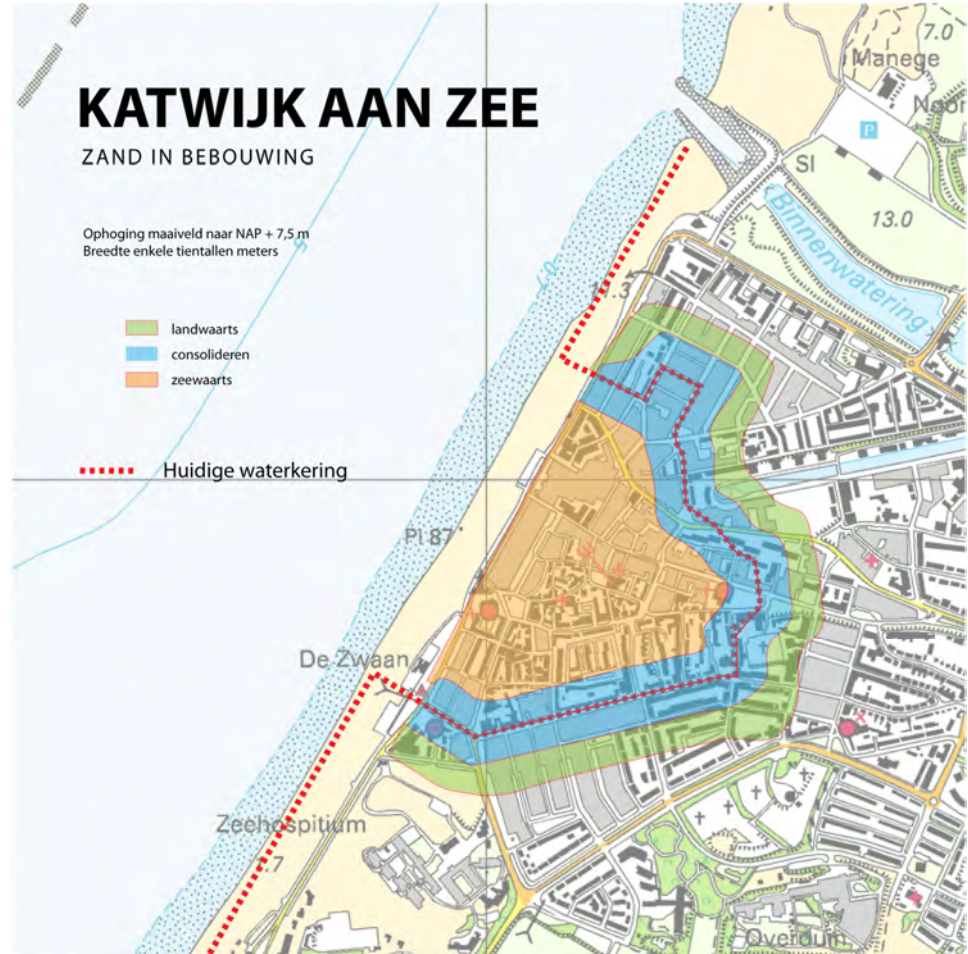 KATWIJK AAN ZEE
ZAND IN BEBOUWING
Ophoging maaiveld naar NAP + 7,5 m
Breedte enkele tientallen meters
landwaarts
consolideren
zeewaarts
Huidige waterkering
7.0
Manege
P
Sl
13.0
Binnenwatering
Pl 87
De Zwaan
Zeehospitium
Overduin